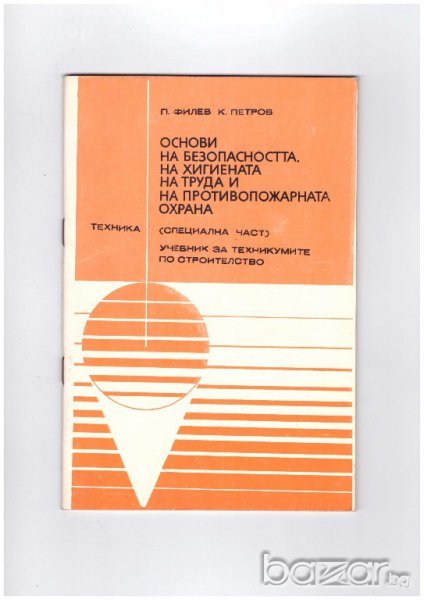 П. ФИЛЕВ К. ПЕТРОВ
ОСНОВИ
НА БЕЗОПАСНОСТТА,
НА ХИГИЕНАТА
НА ТРУДА И
НА ПРОТИВОПОЖАРНАТА
ОХРАНА
ТЕХНИКА (СПЕЦИАЛНА ЧАСТ)
УЧЕБНИК ЗА ТЕХНИКУМИТЕ
ПО СТРОИТЕЛСТВО
bazar.bg